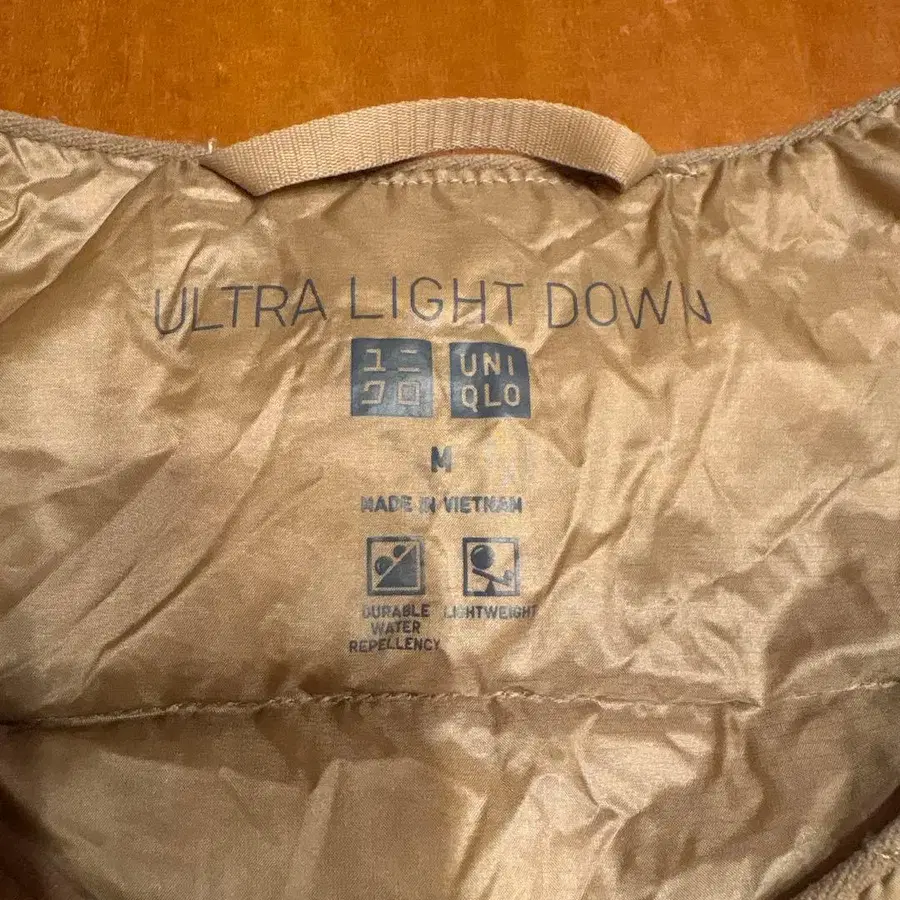 ULTRA LIGHT DOWN
ユニ UNI
クロ QLO
M
MADE IN VIETNAM
DURABLE LIGHTWEIGHT
WATER
REPELLENCY